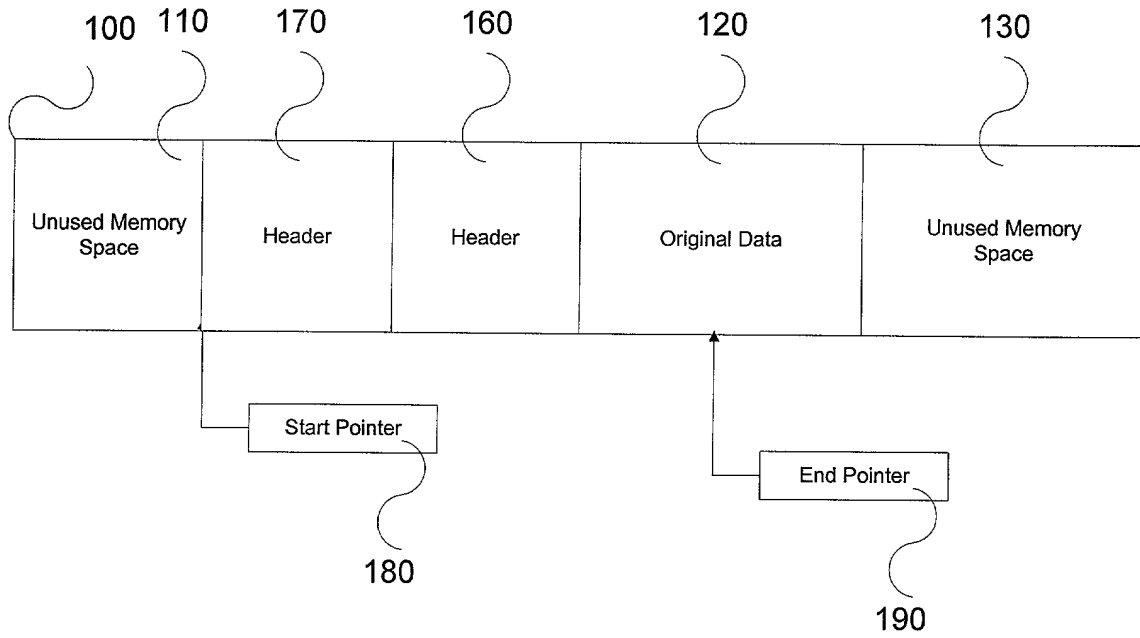 100
110
170
160
120
130
Unused Memory
Space
Header
Header
Original Data
Unused Memory
Space
Start Pointer
End Pointer
180
190